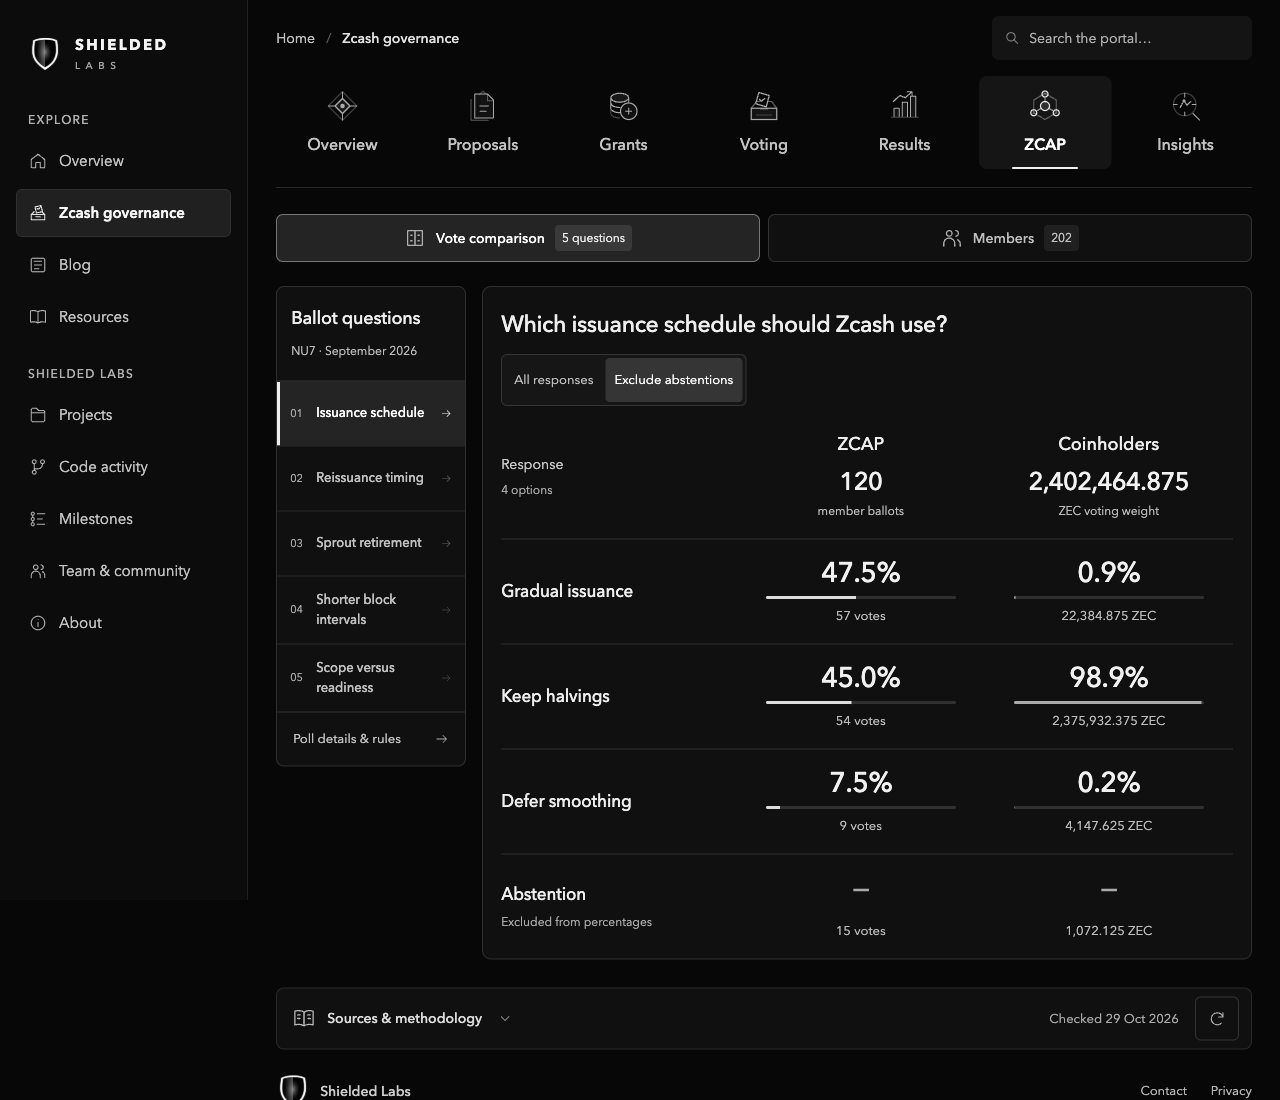 SHIELDED
LABS
EXPLORE
Overview
Zcash governance
Blog
Resources
SHIELDED LABS
Projects
Code activity
Milestones
Team & community
About
Home / Zcash governance
Search the portal...
Overview
Proposals
Grants
Voting
Results
ZCAP
Insights
Vote comparison 5 questions
Members 202
Ballot questions
NU7 · September 2026
01 Issuance schedule →
02 Reissuance timing →
03 Sprout retirement →
04 Shorter block
intervals →
05 Scope versus
readiness →
Poll details & rules →
Which issuance schedule should Zcash use?
All responses Exclude abstentions
Response
4 options
ZCAP
120
member ballots
Coinholders
2,402,464.875
ZEC voting weight
Gradual issuance
47.5%
57 votes
0.9%
22,384.875 ZEC
Keep halvings
45.0%
54 votes
98.9%
2,375,932.375 ZEC
Defer smoothing
7.5%
9 votes
0.2%
4,147.625 ZEC
Abstention
Excluded from percentages
—
15 votes
—
1,072.125 ZEC
Sources & methodology
Checked 29 Oct 2026
Shielded Labs
Contact
Privacy